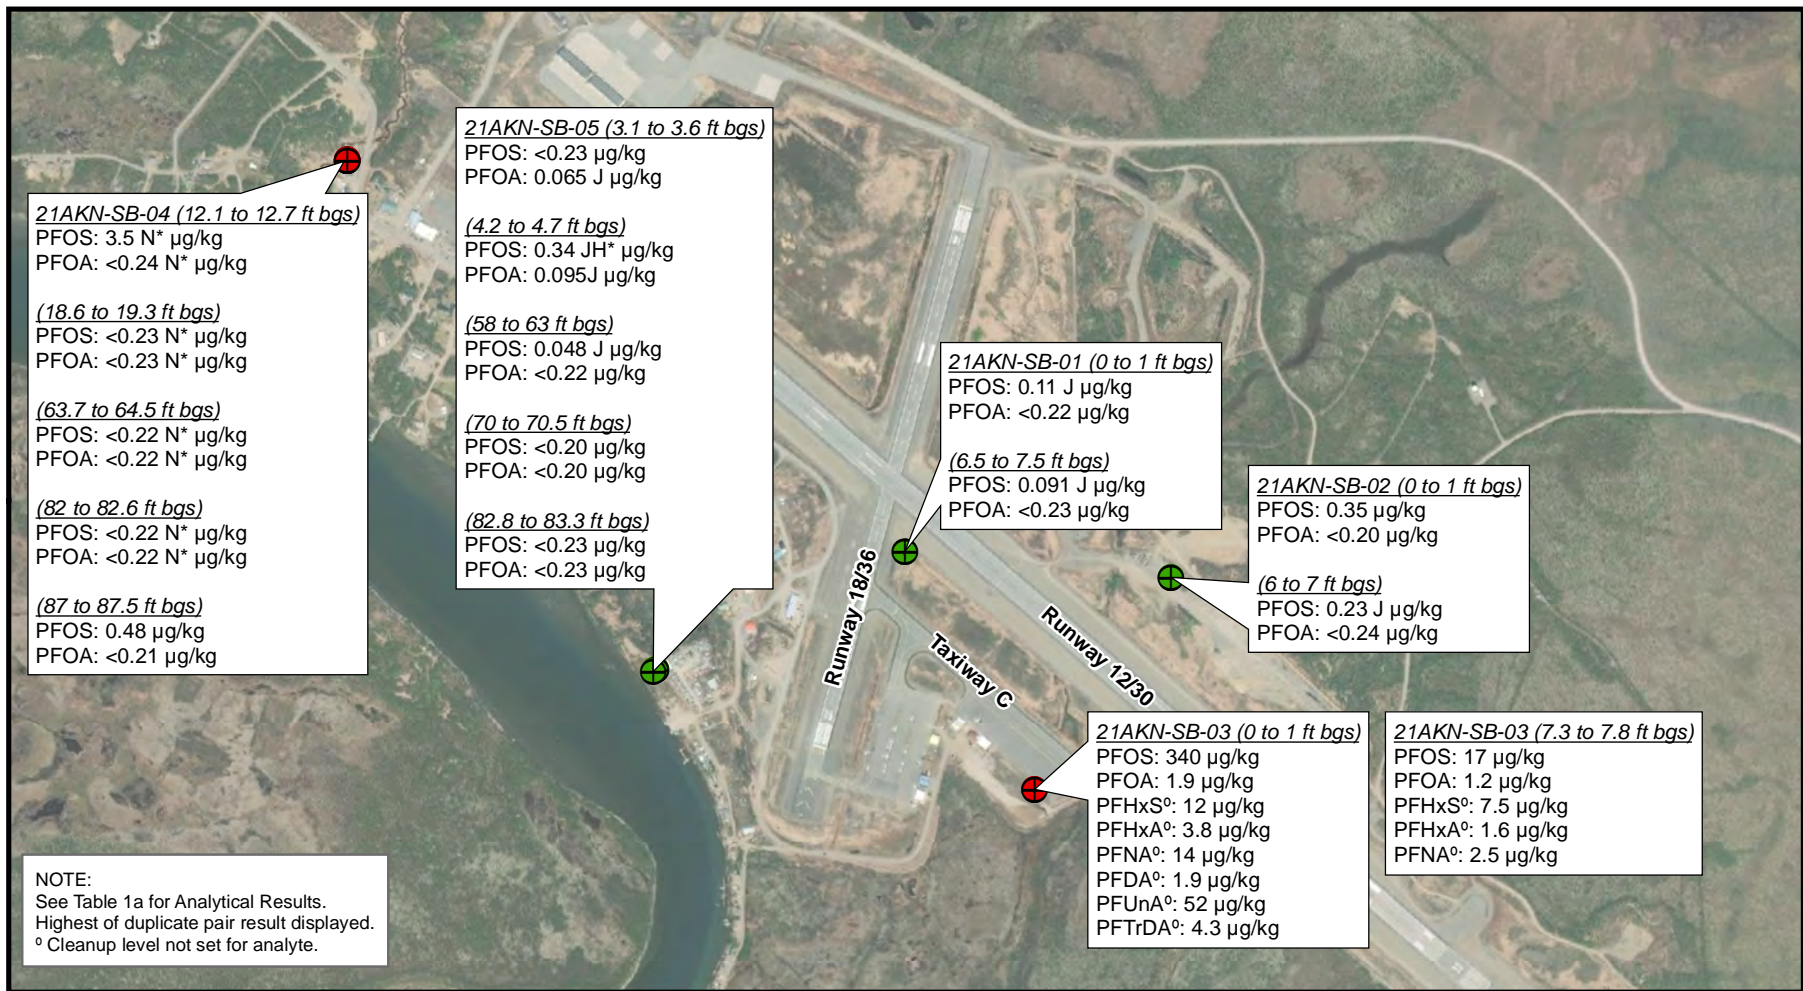 21AKN-SB-04 (12.1 to 12.7 ft bgs)
PFOS: 3.5 N* µg/kg
PFOA: <0.24 N* µg/kg
(18.6 to 19.3 ft bgs)
PFOS: <0.23 N* µg/kg
PFOA: <0.23 N* µg/kg
(63.7 to 64.5 ft bgs)
PFOS: <0.22 N* µg/kg
PFOA: <0.22 N* µg/kg
(82 to 82.6 ft bgs)
PFOS: <0.22 N* µg/kg
PFOA: <0.22 N* µg/kg
(87 to 87.5 ft bgs)
PFOS: 0.48 µg/kg
PFOA: <0.21 µg/kg
21AKN-SB-05 (3.1 to 3.6 ft bgs)
PFOS: <0.23 µg/kg
PFOA: 0.065 J µg/kg
(4.2 to 4.7 ft bgs)
PFOS: 0.34 JH* µg/kg
PFOA: 0.095J µg/kg
(58 to 63 ft bgs)
PFOS: 0.048 J µg/kg
PFOA: <0.22 µg/kg
(70 to 70.5 ft bgs)
PFOS: <0.20 µg/kg
PFOA: <0.20 µg/kg
(82.8 to 83.3 ft bgs)
PFOS: <0.23 µg/kg
PFOA: <0.23 µg/kg
21AKN-SB-01 (0 to 1 ft bgs)
PFOS: 0.11 J µg/kg
PFOA: <0.22 µg/kg
(6.5 to 7.5 ft bgs)
PFOS: 0.091 J µg/kg
PFOA: <0.23 µg/kg
21AKN-SB-02 (0 to 1 ft bgs)
PFOS: 0.35 µg/kg
PFOA: <0.20 µg/kg
(6 to 7 ft bgs)
PFOS: 0.23 J µg/kg
PFOA: <0.24 µg/kg
Runway 18/36
Taxiway C
Runway 12/30
21AKN-SB-03 (0 to 1 ft bgs)
PFOS: 340 µg/kg
PFOA: 1.9 µg/kg
PFHxSº: 12 µg/kg
PFHxAº: 3.8 µg/kg
PFNAº: 14 µg/kg
PFDAº: 1.9 µg/kg
PFUnAº: 52 µg/kg
PFTrDAº: 4.3 µg/kg
21AKN-SB-03 (7.3 to 7.8 ft bgs)
PFOS: 17 µg/kg
PFOA: 1.2 µg/kg
PFHxSº: 7.5 µg/kg
PFHxAº: 1.6 µg/kg
PFNAº: 2.5 µg/kg
NOTE:
See Table 1a for Analytical Results.
Highest of duplicate pair result displayed.
º Cleanup level not set for analyte.